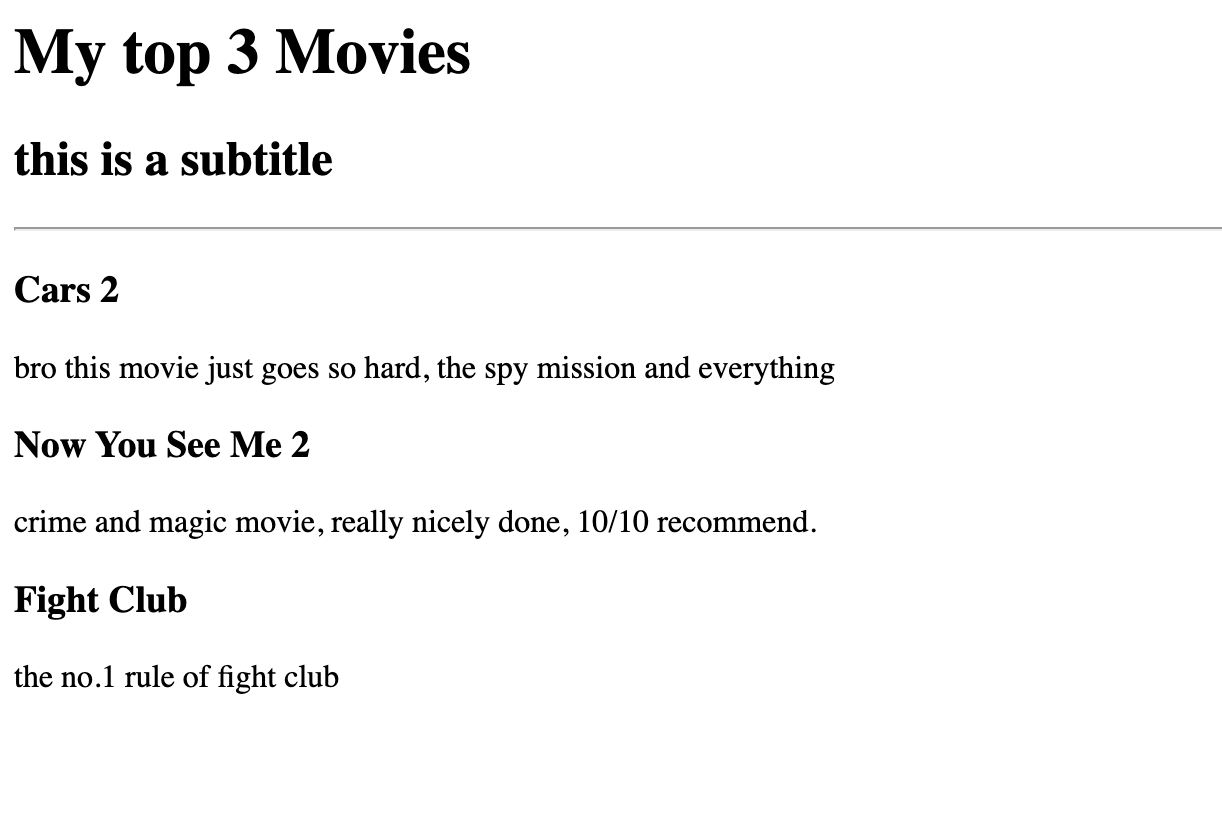 My top 3 Movies
this is a subtitle
Cars 2
bro this movie just goes so hard, the spy mission and everything
Now You See Me 2
crime and magic movie, really nicely done, 10/10 recommend.
Fight Club
the no.1 rule of fight club